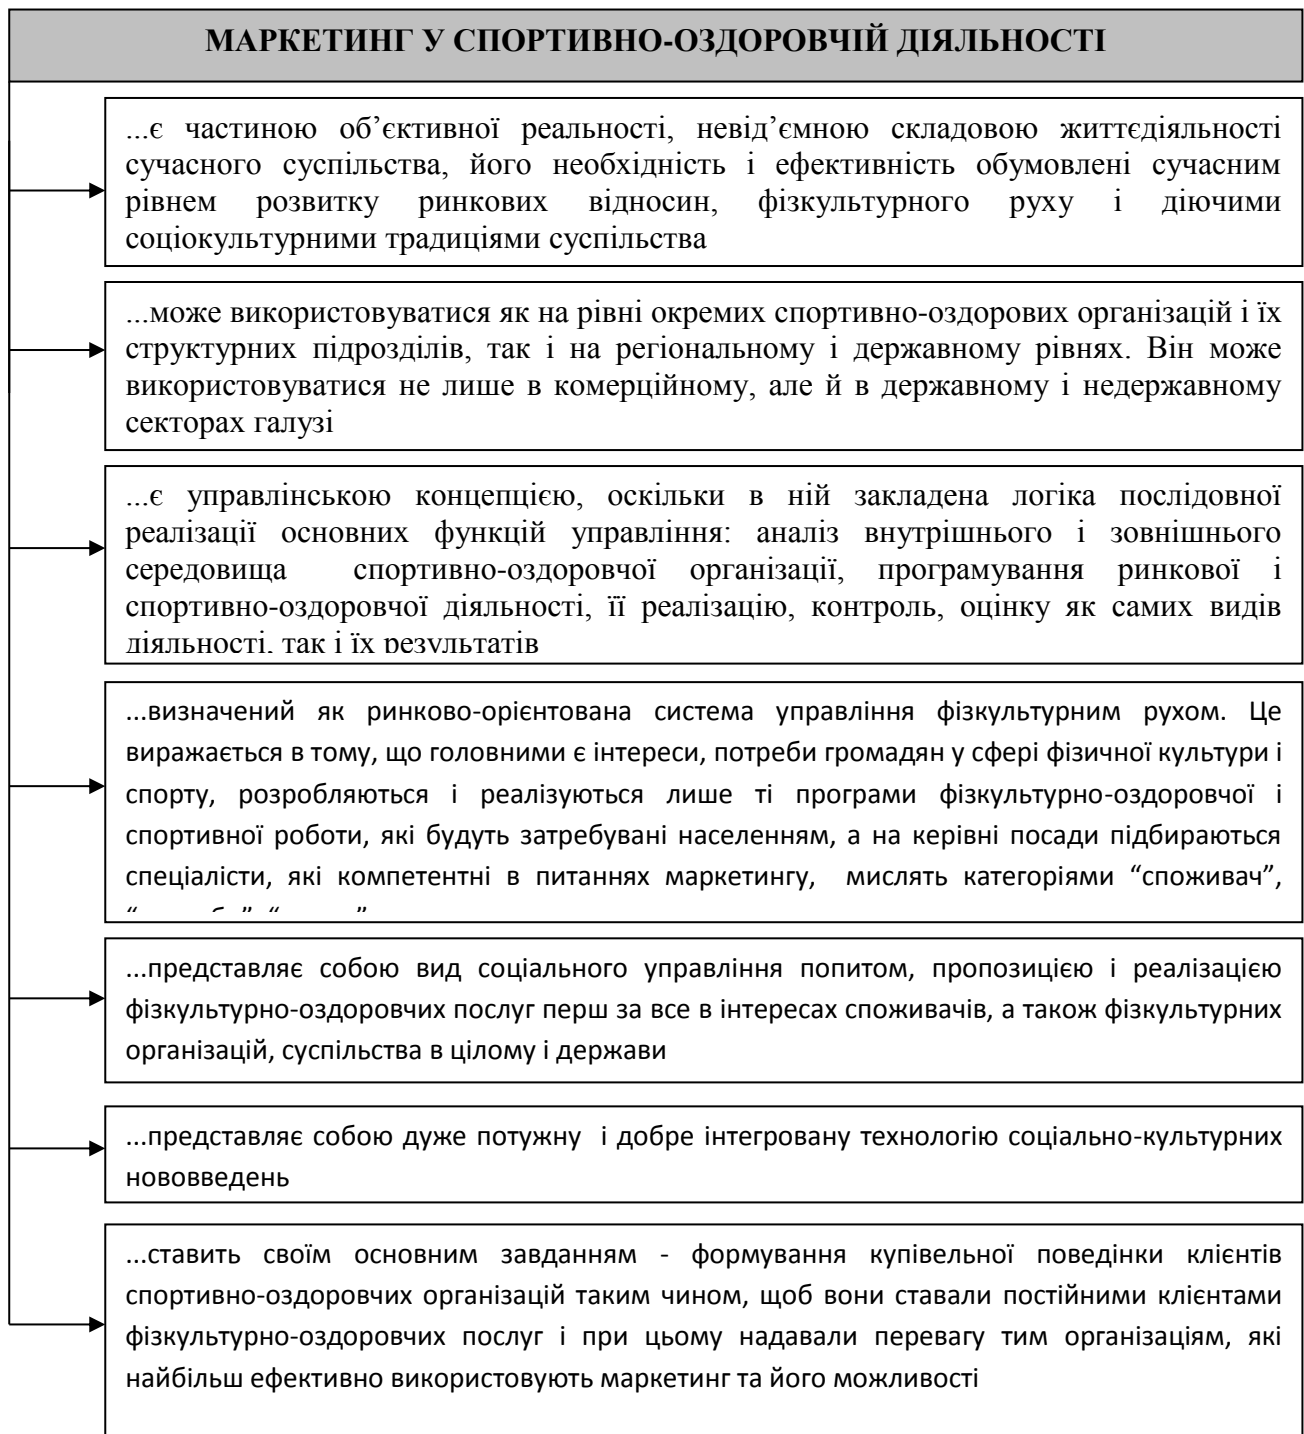 МАРКЕТИНГ У СПОРТИВНО-ОЗДОРОВЧІЙ ДІЯЛЬНОСТІ
...є частиною об’єктивної реальності, невід’ємною складовою життєдіяльності
сучасного суспільства, його необхідність і ефективність обумовлені сучасним
рівнем розвитку ринкових відносин, фізкультурного руху і діючими
соціокультурними традиціями суспільства
...може використовуватися як на рівні окремих спортивно-оздорових організацій і їх
структурних підрозділів, так і на регіональному і державному рівнях. Він може
використовуватися не лише в комерційному, але й в державному і недержавному
секторах галузі
...є управлінською концепцією, оскільки в ній закладена логіка послідовної
реалізації основних функцій управління: аналіз внутрішнього і зовнішнього
середовища спортивно-оздоровчої організації, програмування ринкової і
спортивно-оздоровчої діяльності, її реалізацію, контроль, оцінку як самих видів
діяльності, так і їх результатів
...визначений як ринково-орієнтована система управління фізкультурним рухом. Це
виражається в тому, що головними є інтереси, потреби громадян у сфері фізичної культури і
спорту, розробляються і реалізуються лише ті програми фізкультурно-оздоровчої і
спортивної роботи, які будуть затребувані населенням, а на керівні посади підбираються
спеціалісти, які компетентні в питаннях маркетингу, мислять категоріями “споживач”,
...представляє собою вид соціального управління попитом, пропозицією і реалізацією
фізкультурно-оздоровчих послуг перш за все в інтересах споживачів, а також фізкультурних
організацій, суспільства в цілому і держави
...представляє собою дуже потужну і добре інтегровану технологію соціально-культурних
нововведень
...ставить своїм основним завданням - формування купівельної поведінки клієнтів
спортивно-оздоровчих організацій таким чином, щоб вони ставали постійними клієнтами
фізкультурно-оздоровчих послуг і при цьому надавали перевагу тим організаціям, які
найбільш ефективно використовують маркетинг та його можливості